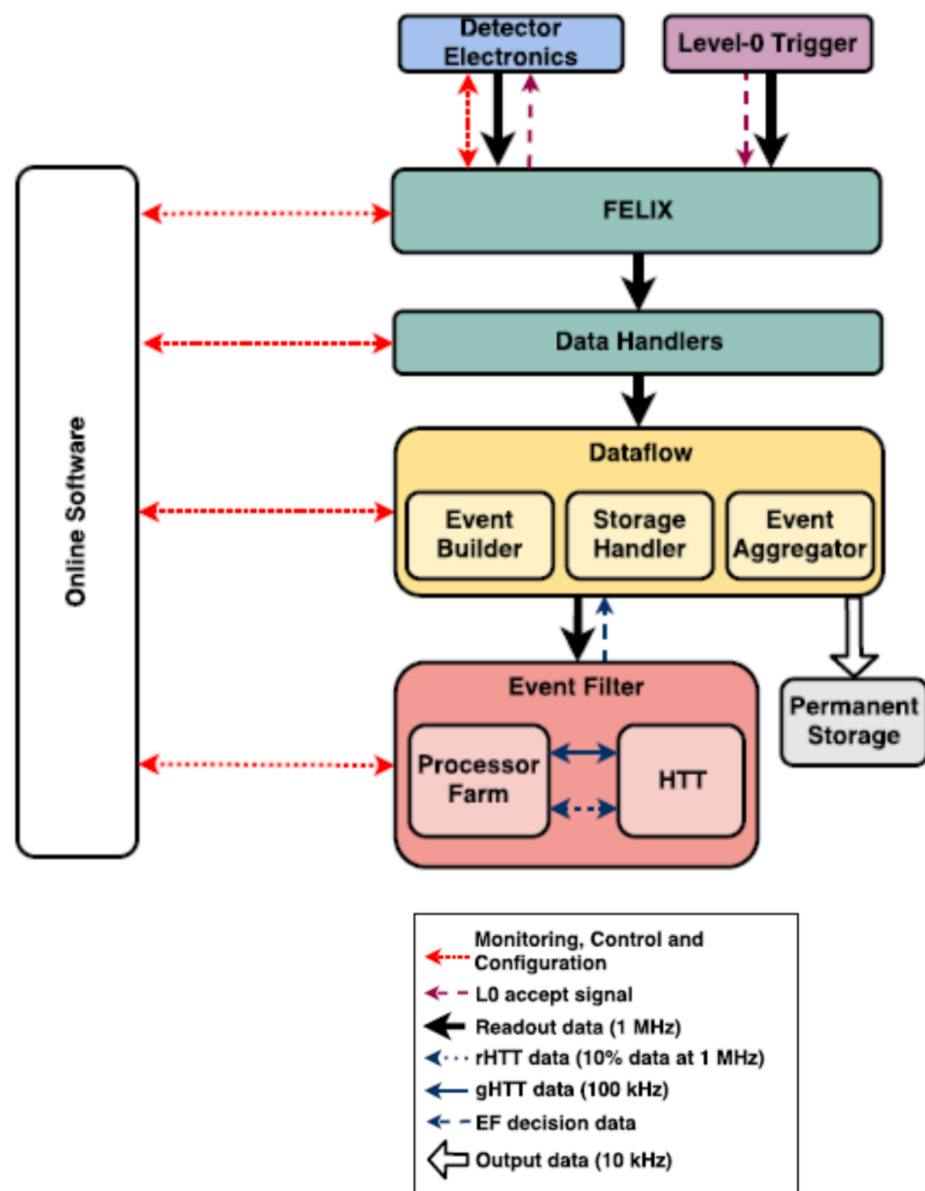 Detector
Electronics
Level-0 Trigger
FELIX
Data Handlers
Online Software
Dataflow
Event
Builder
Storage
Handler
Event
Aggregator
Event Filter
Processor
Farm
HTT
Permanent
Storage
Monitoring, Control and
Configuration
L0 accept signal
Readout data (1 MHz)
rHTT data (10% data at 1 MHz)
gHTT data (100 kHz)
EF decision data
Output data (10 kHz)